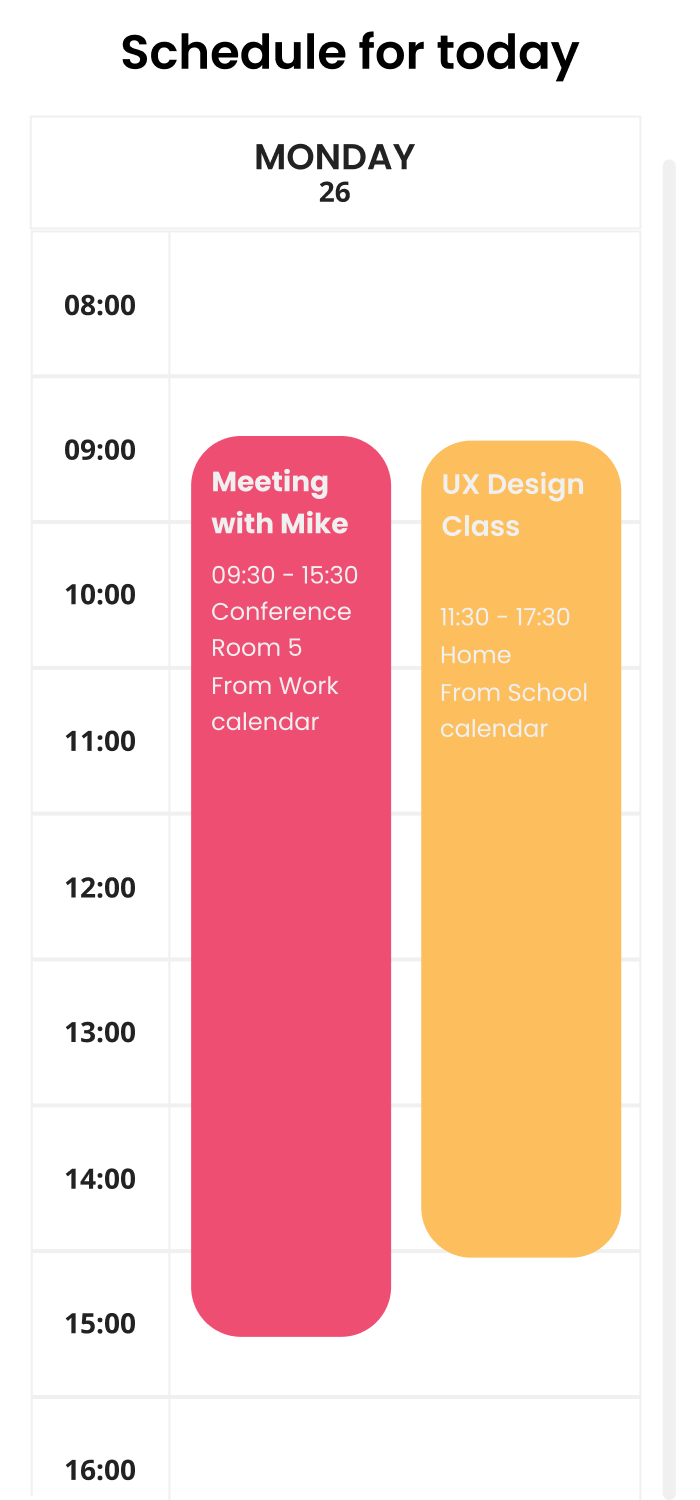 Schedule for today
MONDAY
26
08:00
09:00
Meeting
with Mike
09:30 - 15:30
Conference
Room 5
From Work
calendar
UX Design
Class
11:30 - 17:30
Home
From School
calendar
10:00
11:00
12:00
13:00
14:00
15:00
16:00